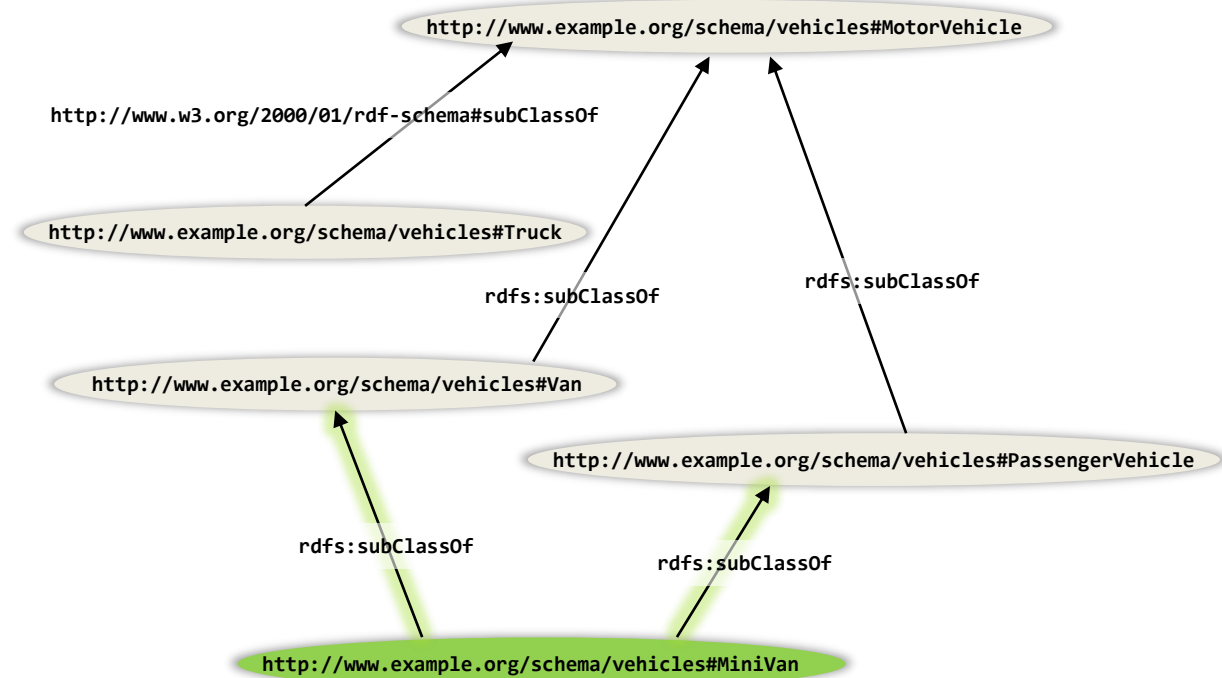 http://www.example.org/schema/vehicles#MotorVehicle
http://www.w3.org/2000/01/rdf-schema#subClassOf
http://www.example.org/schema/vehicles#Truck
rdfs:subClassOf
rdfs:subClassOf
http://www.example.org/schema/vehicles#Van
http://www.example.org/schema/vehicles#PassengerVehicle
rdfs:subClassOf
rdfs:subClassOf
http://www.example.org/schema/vehicles#MiniVan